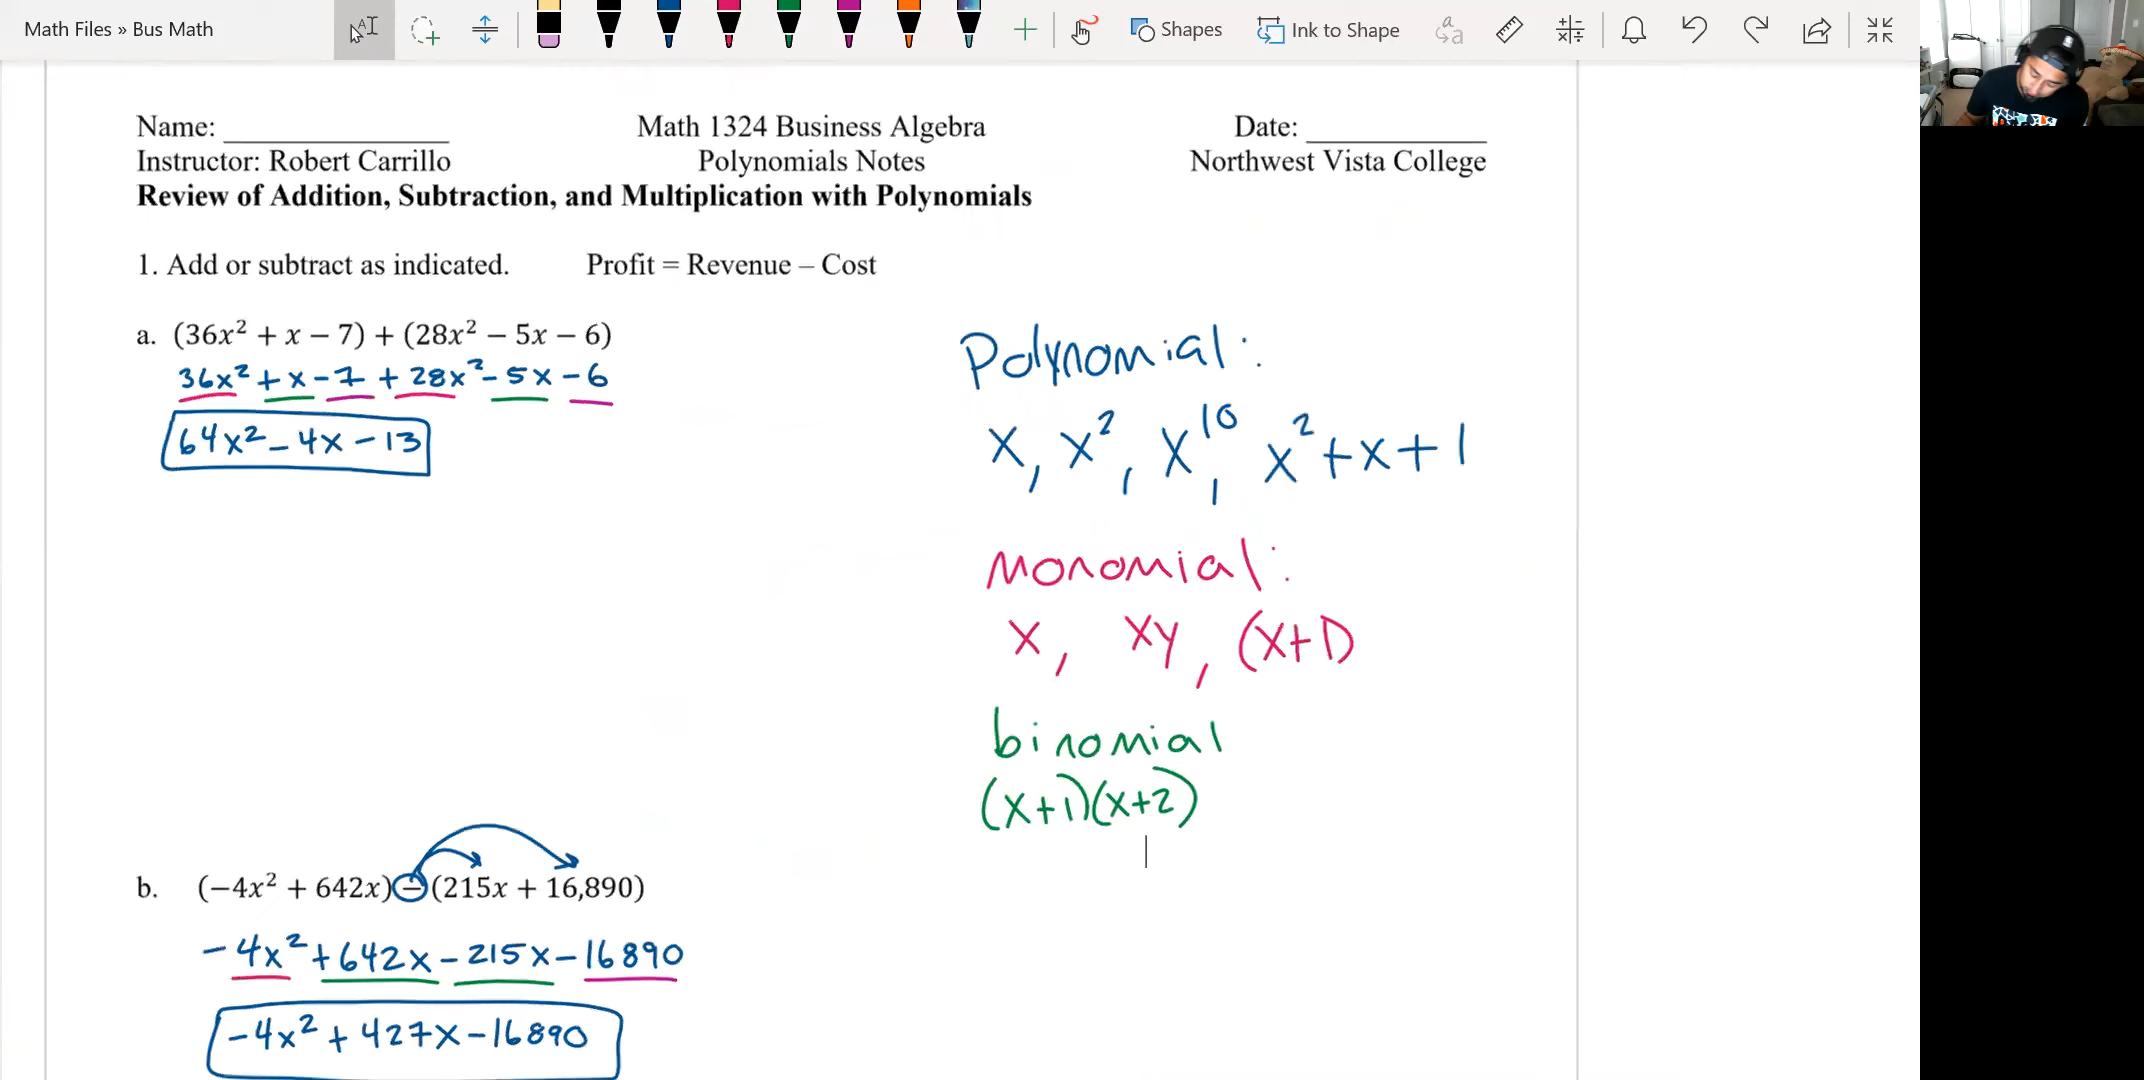 Math Files » Bus Math
Shapes
Ink to Shape
Name: _______________ Math 1324 Business Algebra Date: ____________
Instructor: Robert Carrillo Polynomials Notes Northwest Vista College
Review of Addition, Subtraction, and Multiplication with Polynomials
1. Add or subtract as indicated. Profit = Revenue – Cost
a. (36x² + x − 7) + (28x² − 5x − 6)
36x² + x − 7 + 28x² − 5x − 6
64x² − 4x − 13
Polynomial:
x, x², x¹⁰, x² + x + 1
Monomial:
x, xy, (x+1)
binomial
(x+1)(x+2)
b. (−4x² + 642x) − (215x + 16,890)
−4x² + 642x − 215x − 16890
−4x² + 427x − 16890